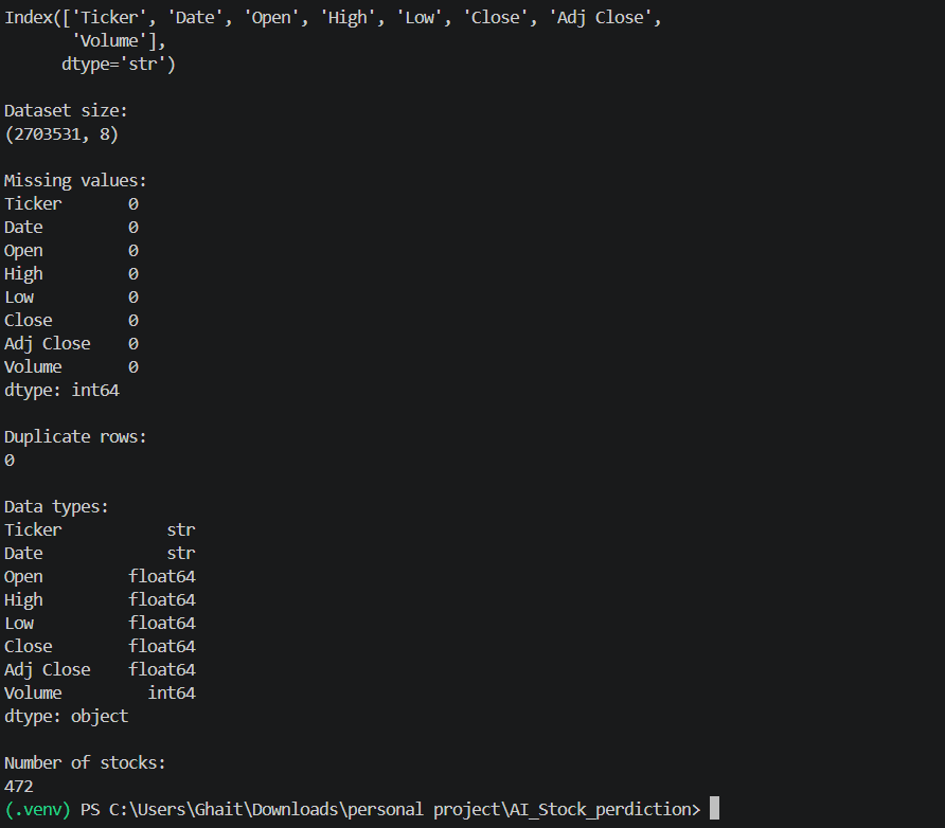 Index(['Ticker', 'Date', 'Open', 'High', 'Low', 'Close', 'Adj Close',
       'Volume'],
      dtype='str')

Dataset size:
(2703531, 8)

Missing values:
Ticker       0
Date         0
Open         0
High         0
Low          0
Close        0
Adj Close    0
Volume       0
dtype: int64

Duplicate rows:
0

Data types:
Ticker           str
Date             str
Open         float64
High         float64
Low          float64
Close        float64
Adj Close    float64
Volume         int64
dtype: object

Number of stocks:
472
(.venv) PS C:\Users\Ghait\Downloads\personal project\AI_Stock_perdiction>